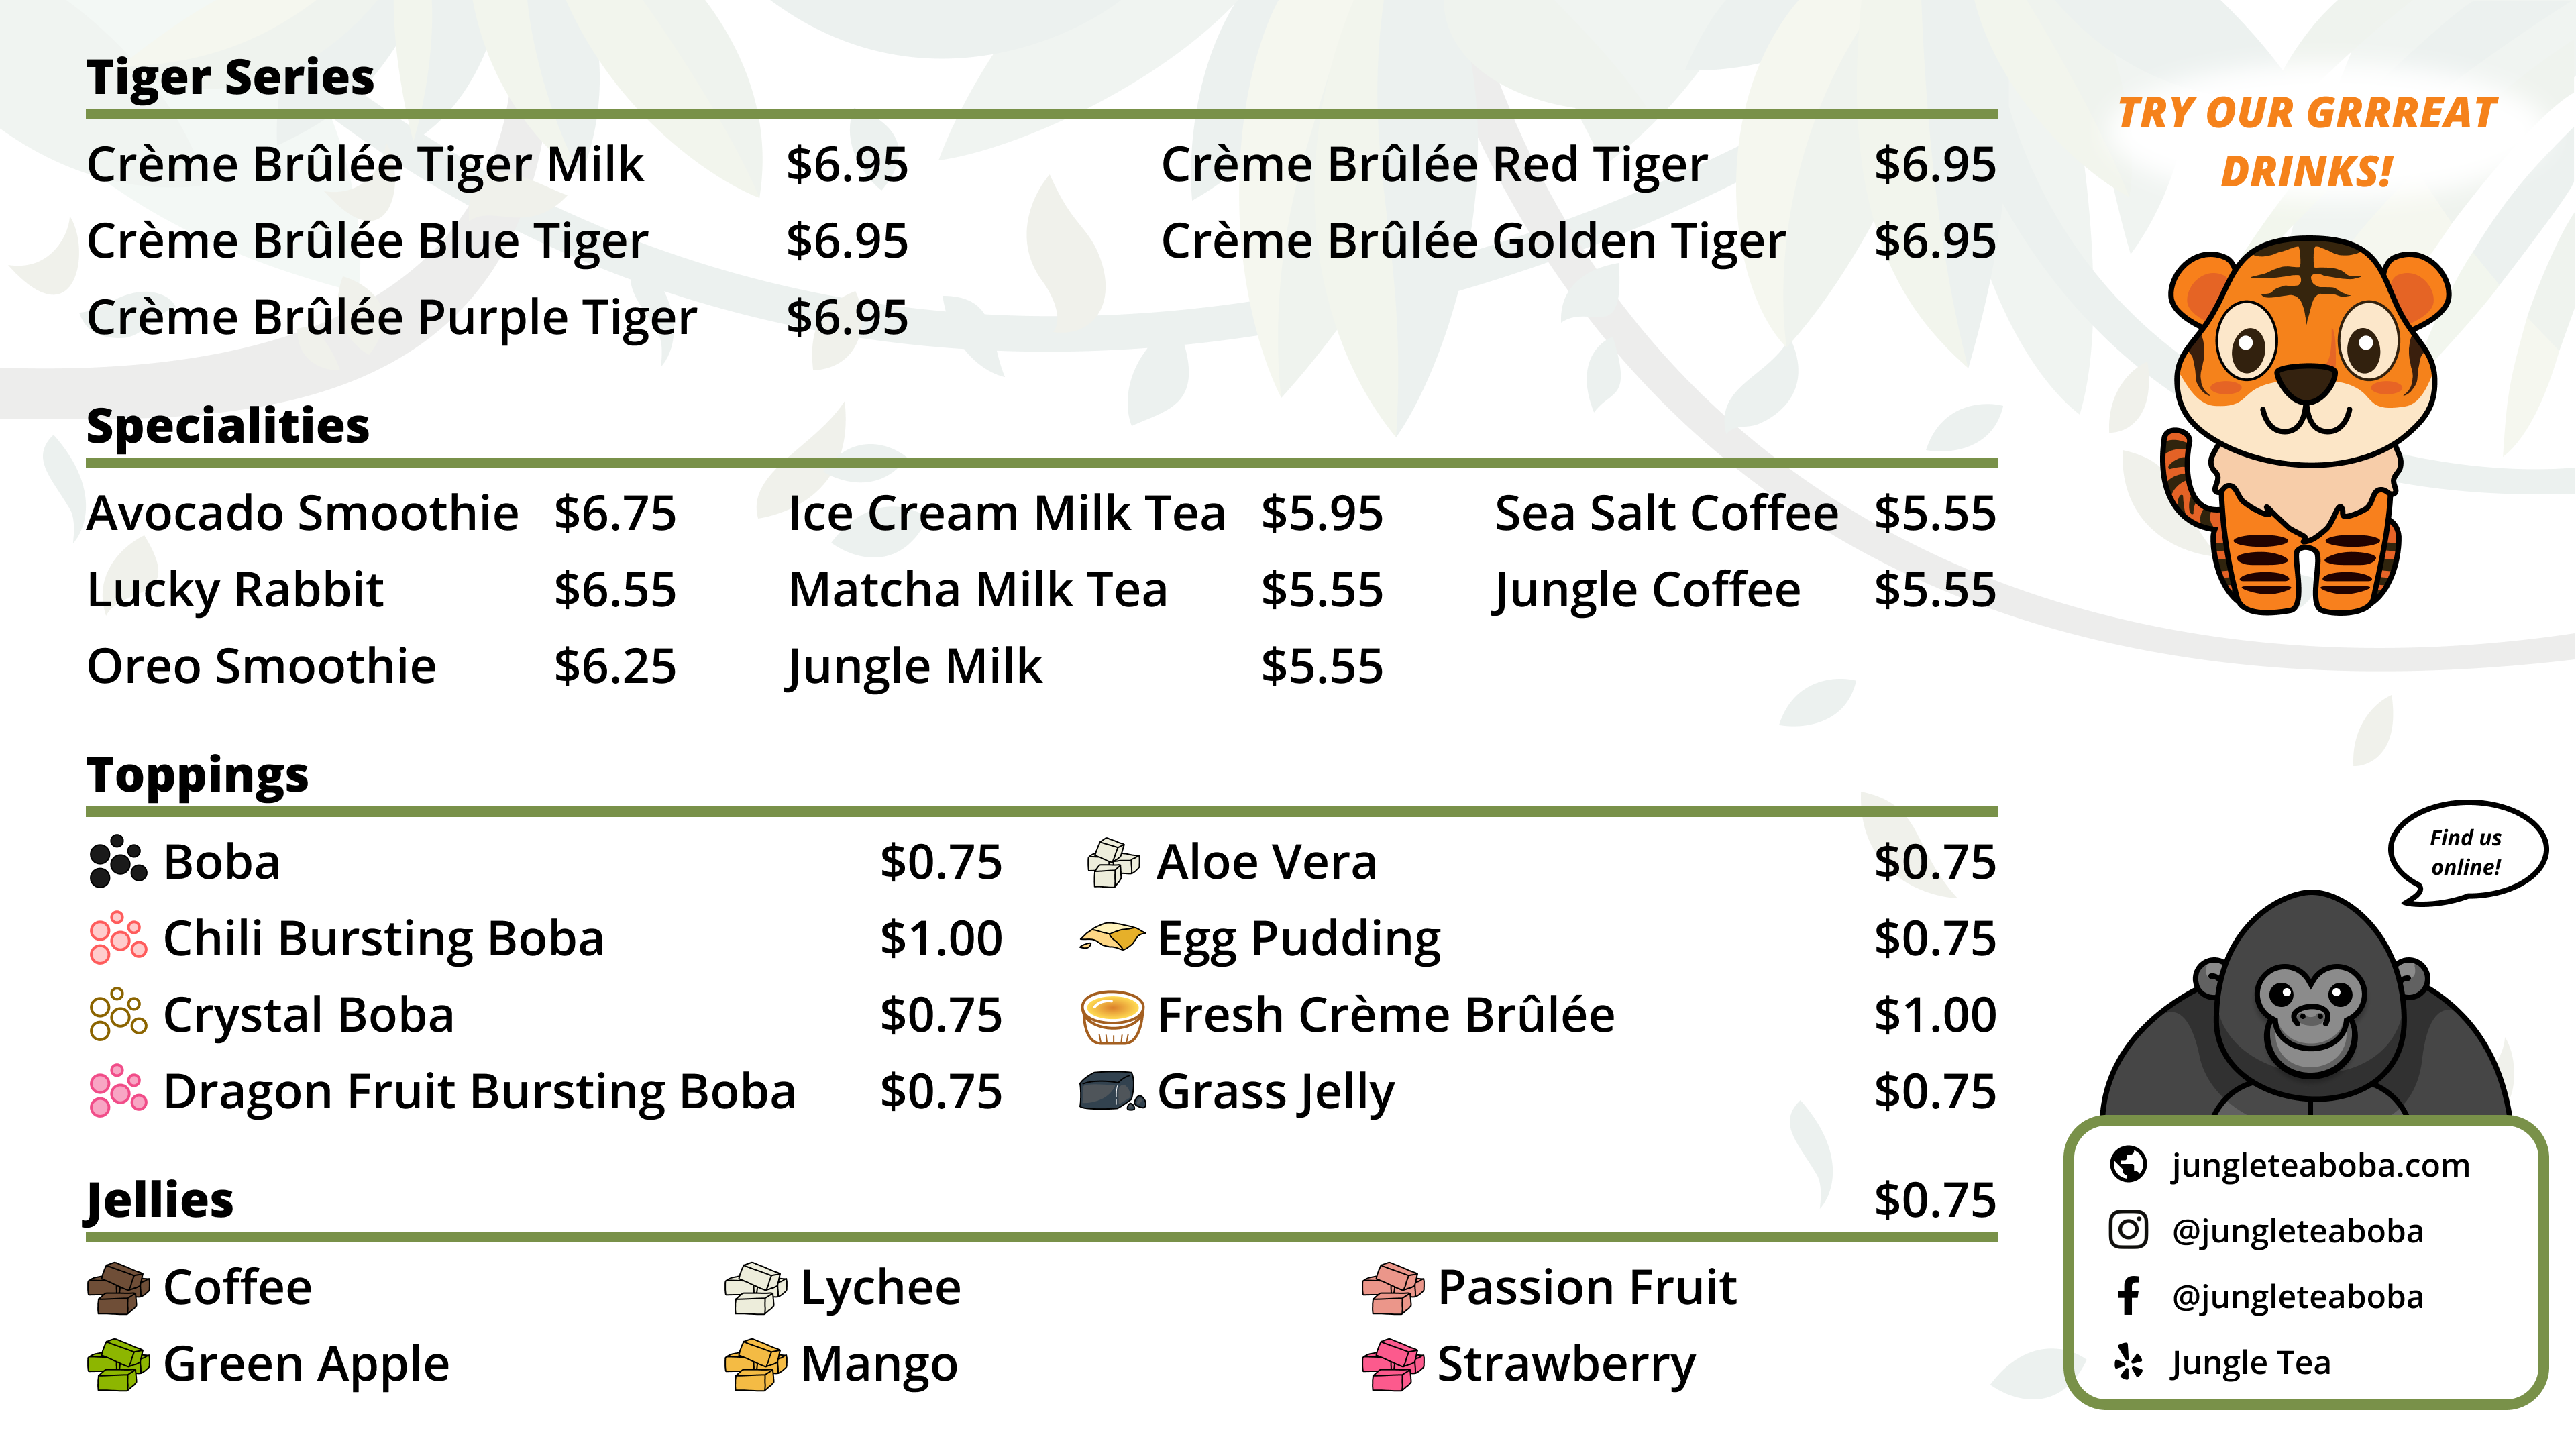 Tiger Series
Crème Brûlée Tiger Milk $6.95 Crème Brûlée Red Tiger $6.95
Crème Brûlée Blue Tiger $6.95 Crème Brûlée Golden Tiger $6.95
Crème Brûlée Purple Tiger $6.95
Specialities
Avocado Smoothie $6.75 Ice Cream Milk Tea $5.95 Sea Salt Coffee $5.55
Lucky Rabbit $6.55 Matcha Milk Tea $5.55 Jungle Coffee $5.55
Oreo Smoothie $6.25 Jungle Milk $5.55
Toppings
Boba $0.75 Aloe Vera $0.75
Chili Bursting Boba $1.00 Egg Pudding $0.75
Crystal Boba $0.75 Fresh Crème Brûlée $1.00
Dragon Fruit Bursting Boba $0.75 Grass Jelly $0.75
Jellies $0.75
Coffee Lychee Passion Fruit
Green Apple Mango Strawberry
TRY OUR GRRREAT
DRINKS!
Find us
online!
jungleteaboba.com
@jungleteaboba
@jungleteaboba
Jungle Tea